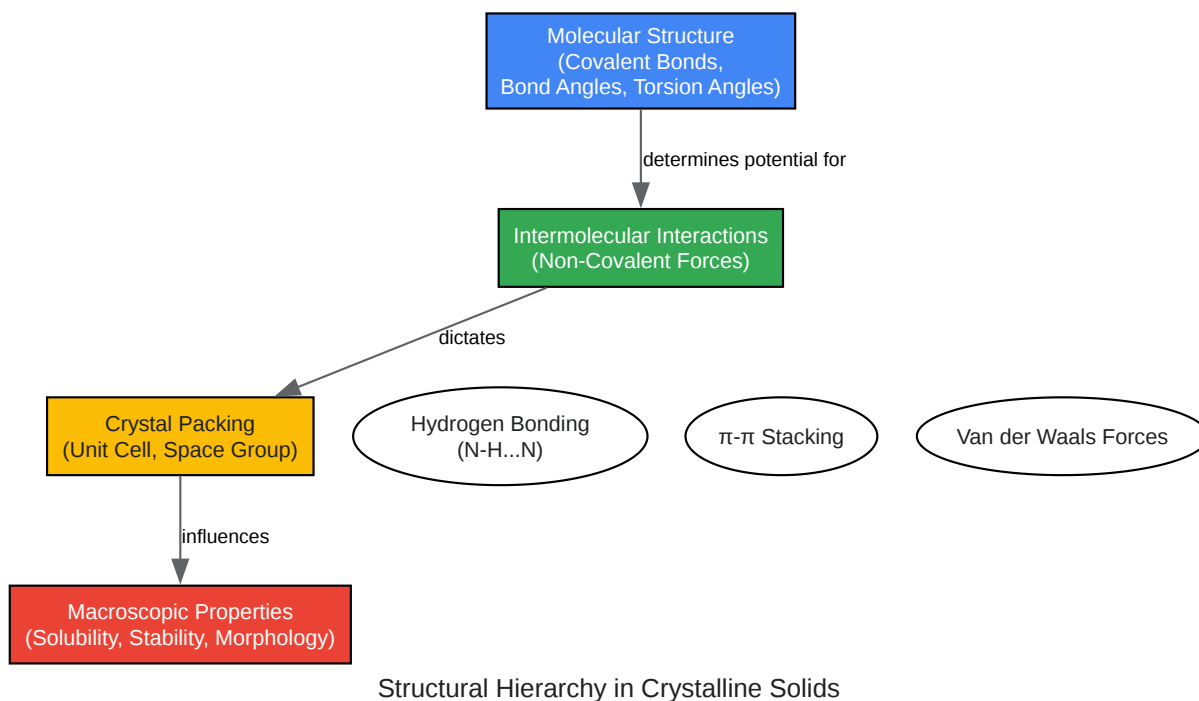 Molecular Structure
(Covalent Bonds,
Bond Angles, Torsion Angles)
determines potential for
Intermolecular Interactions
(Non-Covalent Forces)
dictates
Crystal Packing
(Unit Cell, Space Group)
Hydrogen Bonding
(N-H...N)
π-π Stacking
Van der Waals Forces
influences
Macroscopic Properties
(Solubility, Stability, Morphology)
Structural Hierarchy in Crystalline Solids